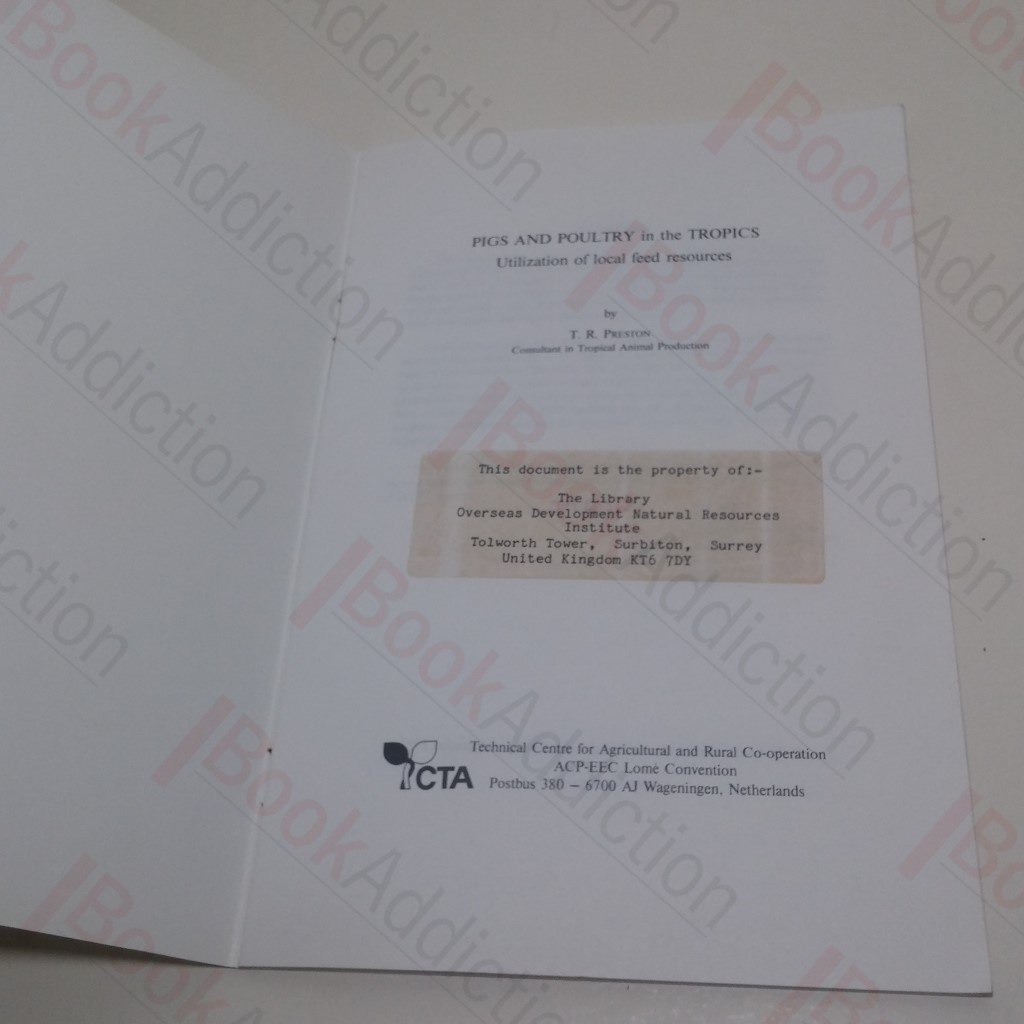 PIGS AND POULTRY in the TROPICS
Utilization of local feed resources
by
T. R. PRESTON
Consultant in Tropical Animal Production
This document is the property of:-
The Library
Overseas Development Natural Resources
Institute
Tolworth Tower, Surbiton, Surrey
United Kingdom KT6 7DY
CTA
Technical Centre for Agricultural and Rural Co-operation
ACP-EEC Lomé Convention
Postbus 380 – 6700 AJ Wageningen, Netherlands
BookAddiction